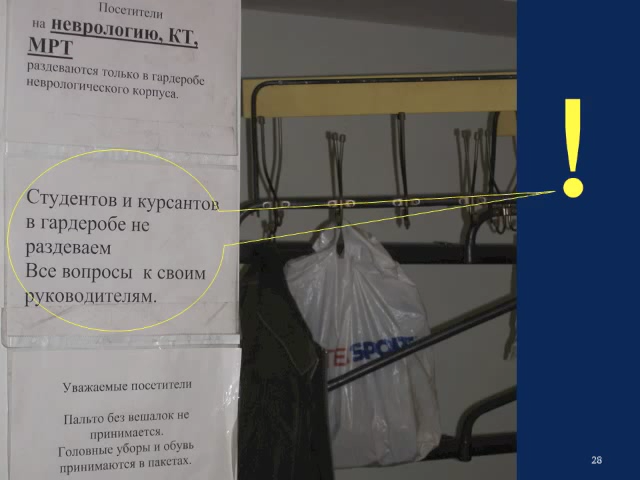 Посетители
на неврологию, КТ,
МРТ
раздеваются только в гардеробе
неврологического корпуса.
Студентов и курсантов
в гардеробе не
раздеваем
Все вопросы к своим
руководителям.
Уважаемые посетители
Пальто без вешалок не
принимается.
Головные уборы и обувь
принимаются в пакетах.
SPORT
!
28